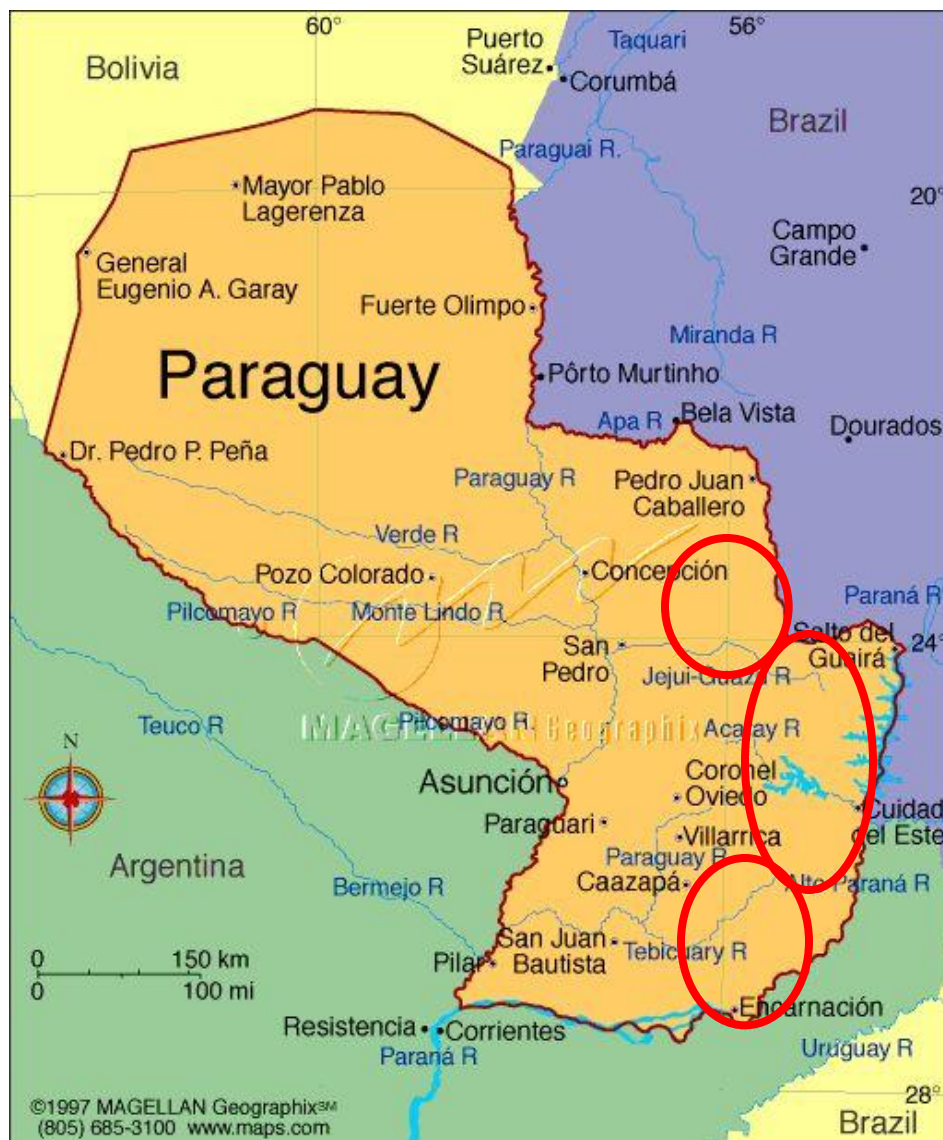 60
56
Puerto
Suárez
Taquari
Corumbá
Bolivia
Brazil
Paraguai R.
Mayor Pablo
Lagerenza
20
Campo
Grande
General
Eugenio A. Garay
Fuerte Olimpo
Miranda R
Paraguay
Pôrto Murtinho
Bela Vista
Apa R
Dourados
Dr. Pedro P. Peña
Paraguay R
Pedro Juan
Caballero
Verde R
Pozo Colorado
Concepción
Paraná R
Pilcomayo R
Monte Lindo R
Salto del
Guairá
24
San
Pedro
Jejui-Guazú R
Teuco R
Pilcomayo R.
MAGELLAN Geographix
Acaray R
N
Asunción
Coronel
Oviedo
Cuidad
del Este
Paraguari
Villarrica
Argentina
Paraguay R
Bermejo R
Caazapá
Alto Paraná R
0 150 km
0 100 mi
San Juan
Bautista
Tebicuary R
Pilar
Encarnación
Resistencia
Corrientes
Paraná R
Uruguay R
28°
©1997 MAGELLAN Geographix℠
(805) 685-3100 www.maps.com
Brazil